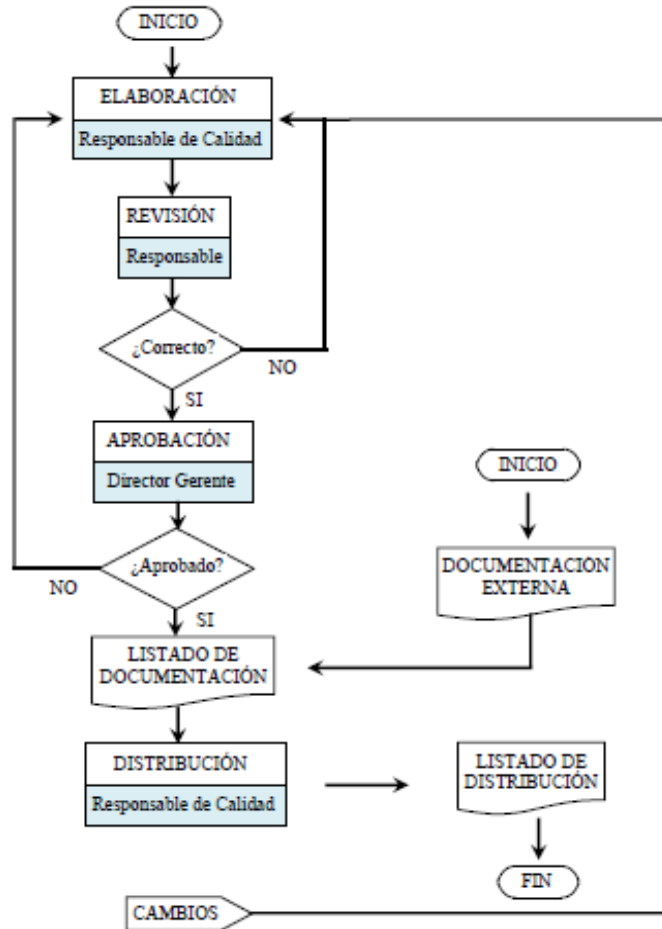 INICIO
ELABORACIÓN
Responsable de Calidad
REVISIÓN
Responsable
¿Correcto?
NO
SI
APROBACIÓN
Director Gerente
¿Aprobado?
NO
SI
INICIO
DOCUMENTACIÓN
EXTERNA
LISTADO DE
DOCUMENTACIÓN
DISTRIBUCIÓN
Responsable de Calidad
LISTADO DE
DISTRIBUCIÓN
FIN
CAMBIOS